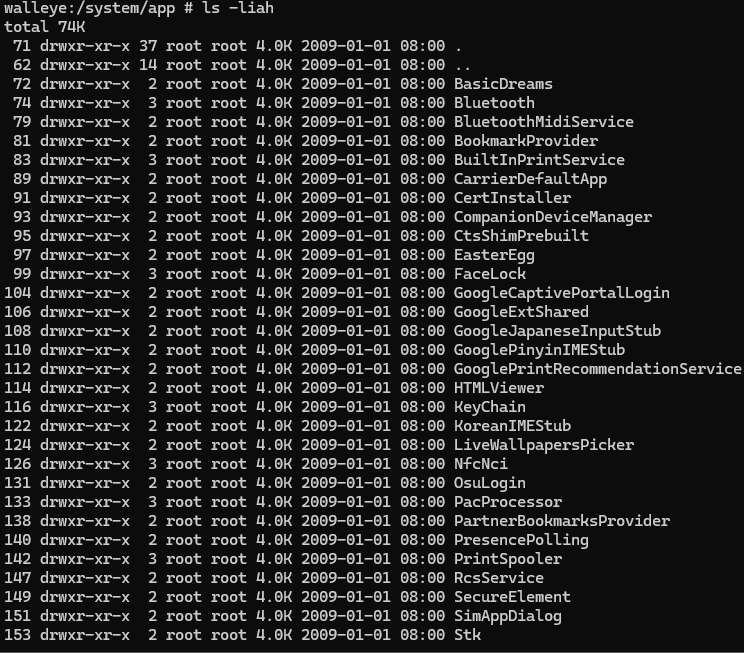 walleye:/system/app # ls -liah
total 74K
 71 drwxr-xr-x 37 root root 4.0K 2009-01-01 08:00 .
 62 drwxr-xr-x 14 root root 4.0K 2009-01-01 08:00 ..
 72 drwxr-xr-x  2 root root 4.0K 2009-01-01 08:00 BasicDreams
 74 drwxr-xr-x  3 root root 4.0K 2009-01-01 08:00 Bluetooth
 79 drwxr-xr-x  2 root root 4.0K 2009-01-01 08:00 BluetoothMidiService
 81 drwxr-xr-x  2 root root 4.0K 2009-01-01 08:00 BookmarkProvider
 83 drwxr-xr-x  3 root root 4.0K 2009-01-01 08:00 BuiltInPrintService
 89 drwxr-xr-x  2 root root 4.0K 2009-01-01 08:00 CarrierDefaultApp
 91 drwxr-xr-x  2 root root 4.0K 2009-01-01 08:00 CertInstaller
 93 drwxr-xr-x  2 root root 4.0K 2009-01-01 08:00 CompanionDeviceManager
 95 drwxr-xr-x  2 root root 4.0K 2009-01-01 08:00 CtsShimPrebuilt
 97 drwxr-xr-x  2 root root 4.0K 2009-01-01 08:00 EasterEgg
 99 drwxr-xr-x  3 root root 4.0K 2009-01-01 08:00 FaceLock
104 drwxr-xr-x  2 root root 4.0K 2009-01-01 08:00 GoogleCaptivePortalLogin
106 drwxr-xr-x  2 root root 4.0K 2009-01-01 08:00 GoogleExtShared
108 drwxr-xr-x  2 root root 4.0K 2009-01-01 08:00 GoogleJapaneseInputStub
110 drwxr-xr-x  2 root root 4.0K 2009-01-01 08:00 GooglePinyinIMEStub
112 drwxr-xr-x  2 root root 4.0K 2009-01-01 08:00 GooglePrintRecommendationService
114 drwxr-xr-x  2 root root 4.0K 2009-01-01 08:00 HTMLViewer
116 drwxr-xr-x  3 root root 4.0K 2009-01-01 08:00 KeyChain
122 drwxr-xr-x  2 root root 4.0K 2009-01-01 08:00 KoreanIMEStub
124 drwxr-xr-x  2 root root 4.0K 2009-01-01 08:00 LiveWallpapersPicker
126 drwxr-xr-x  3 root root 4.0K 2009-01-01 08:00 NfcNci
131 drwxr-xr-x  2 root root 4.0K 2009-01-01 08:00 OsuLogin
133 drwxr-xr-x  3 root root 4.0K 2009-01-01 08:00 PacProcessor
138 drwxr-xr-x  2 root root 4.0K 2009-01-01 08:00 PartnerBookmarksProvider
140 drwxr-xr-x  2 root root 4.0K 2009-01-01 08:00 PresencePolling
142 drwxr-xr-x  3 root root 4.0K 2009-01-01 08:00 PrintSpooler
147 drwxr-xr-x  2 root root 4.0K 2009-01-01 08:00 RcsService
149 drwxr-xr-x  2 root root 4.0K 2009-01-01 08:00 SecureElement
151 drwxr-xr-x  2 root root 4.0K 2009-01-01 08:00 SimAppDialog
153 drwxr-xr-x  2 root root 4.0K 2009-01-01 08:00 Stk